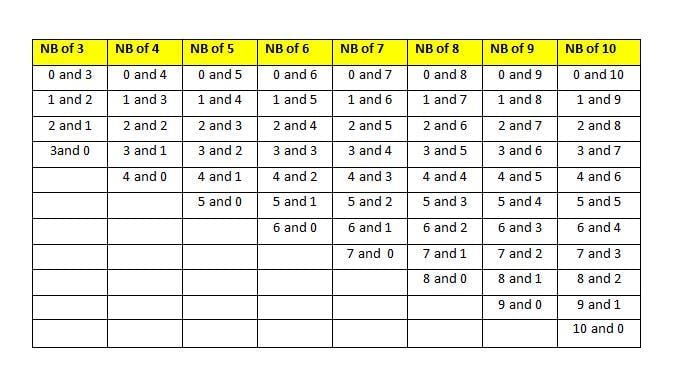 NB of 3 NB of 4 NB of 5 NB of 6 NB of 7 NB of 8 NB of 9 NB of 10
0 and 3 0 and 4 0 and 5 0 and 6 0 and 7 0 and 8 0 and 9 0 and 10
1 and 2 1 and 3 1 and 4 1 and 5 1 and 6 1 and 7 1 and 8 1 and 9
2 and 1 2 and 2 2 and 3 2 and 4 2 and 5 2 and 6 2 and 7 2 and 8
3and 0 3 and 1 3 and 2 3 and 3 3 and 4 3 and 5 3 and 6 3 and 7
4 and 0 4 and 1 4 and 2 4 and 3 4 and 4 4 and 5 4 and 6
5 and 0 5 and 1 5 and 2 5 and 3 5 and 4 5 and 5
6 and 0 6 and 1 6 and 2 6 and 3 6 and 4
7 and 0 7 and 1 7 and 2 7 and 3
8 and 0 8 and 1 8 and 2
9 and 0 9 and 1
10 and 0